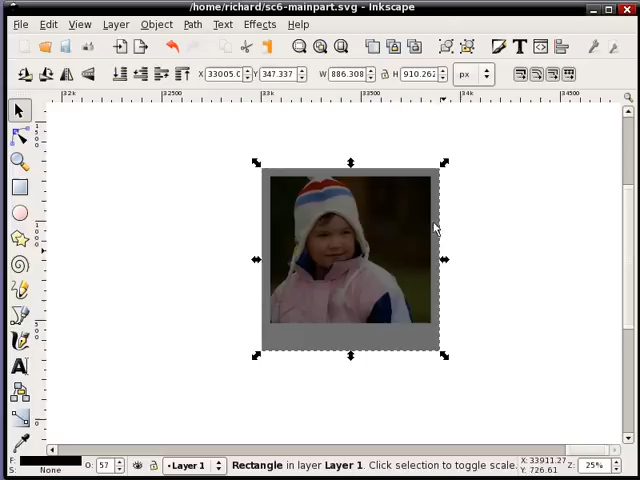 /home/richard/sc6-mainpart.svg - Inkscape
File Edit View Layer Object Path Text Effects Help
X 33005.0 Y 347.337 W 886.308 H 910.262 px
32k 32500 33k 33500 34k 34500
F: S: None O: 57 Layer 1 Rectangle in layer Layer 1. Click selection to toggle scale. X: 33911.27 Y: 726.61 Z: 25%